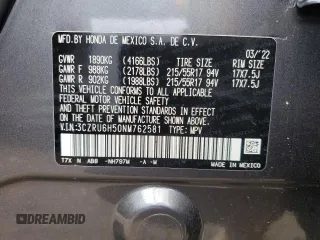 MFD.BY HONDA DE MEXICO S.A. DE C.V.
03/'22
GVWR 1890KG (4166LBS) TIRE SIZE RIM SIZE
GAWR F 988KG (2178LBS) 215/55R17 94V 17X7.5J
GAWR R 902KG (1988LBS) 215/55R17 94V 17X7.5J
THIS VEHICLE CONFORMS TO ALL APPLICABLE
FEDERAL MOTOR VEHICLE SAFETY, BUMPER, AND
THEFT PREVENTION STANDARDS IN EFFECT ON
THE DATE OF MANUFACTURE SHOWN ABOVE.
V.I.N:3CZRU6H50NM762581 TYPE: MPV
T7X N ABB -NH797M -A -W
MADE IN MEXICO
DREAMBID